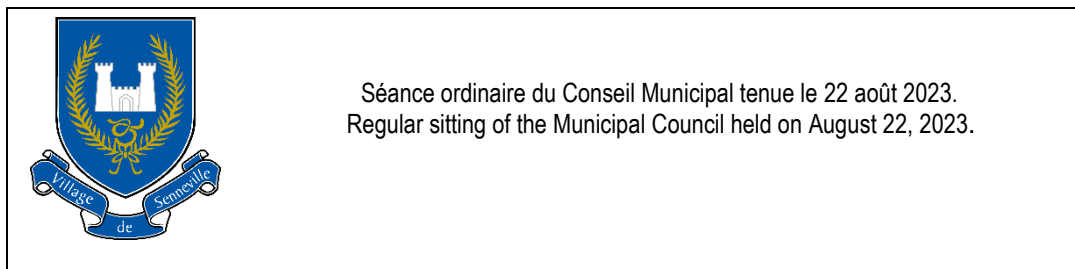 Séance ordinaire du Conseil Municipal tenue le 22 août 2023.
Regular sitting of the Municipal Council held on August 22, 2023.
Village de Senneville